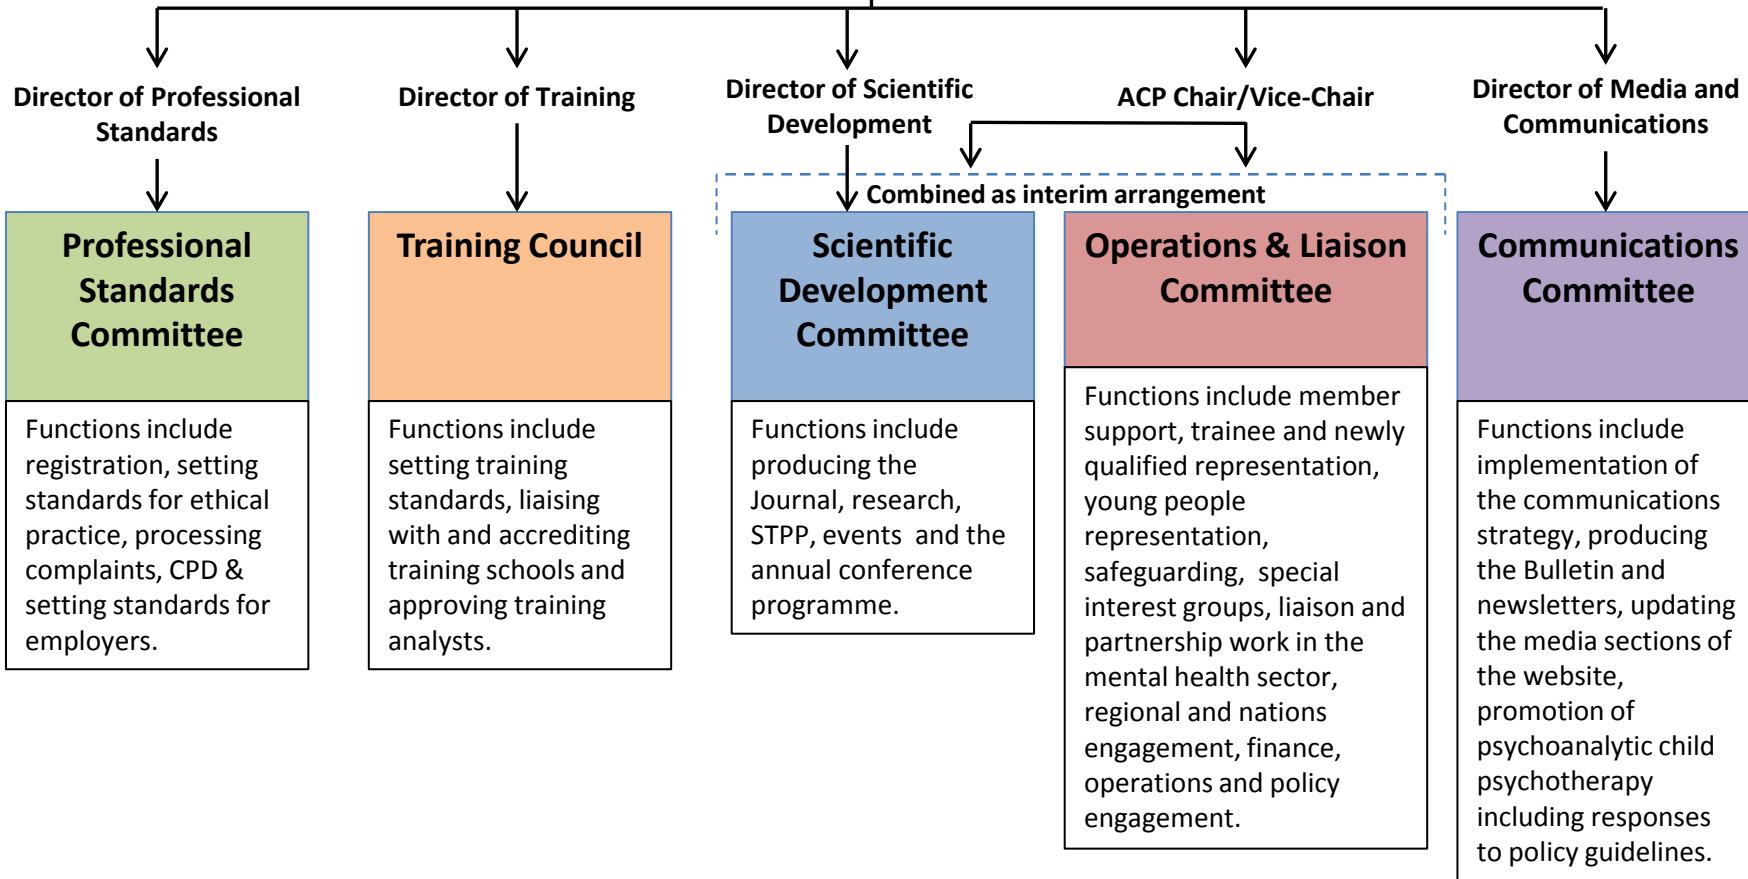 Director of Professional
Standards
Director of Training
Director of Scientific
Development
ACP Chair/Vice-Chair
Director of Media and
Communications
Combined as interim arrangement
Professional
Standards
Committee
Functions include
registration, setting
standards for ethical
practice, processing
complaints, CPD &
setting standards for
employers.
Training Council
Functions include
setting training
standards, liaising
with and accrediting
training schools and
approving training
analysts.
Scientific
Development
Committee
Functions include
producing the
Journal, research,
STPP, events  and the
annual conference
programme.
Operations & Liaison
Committee
Functions include member
support, trainee and newly
qualified representation,
young people
representation,
safeguarding,  special
interest groups, liaison and
partnership work in the
mental health sector,
regional and nations
engagement, finance,
operations and policy
engagement.
Communications
Committee
Functions include
implementation of
the communications
strategy, producing
the Bulletin and
newsletters, updating
the media sections of
the website,
promotion of
psychoanalytic child
psychotherapy
including responses
to policy guidelines.